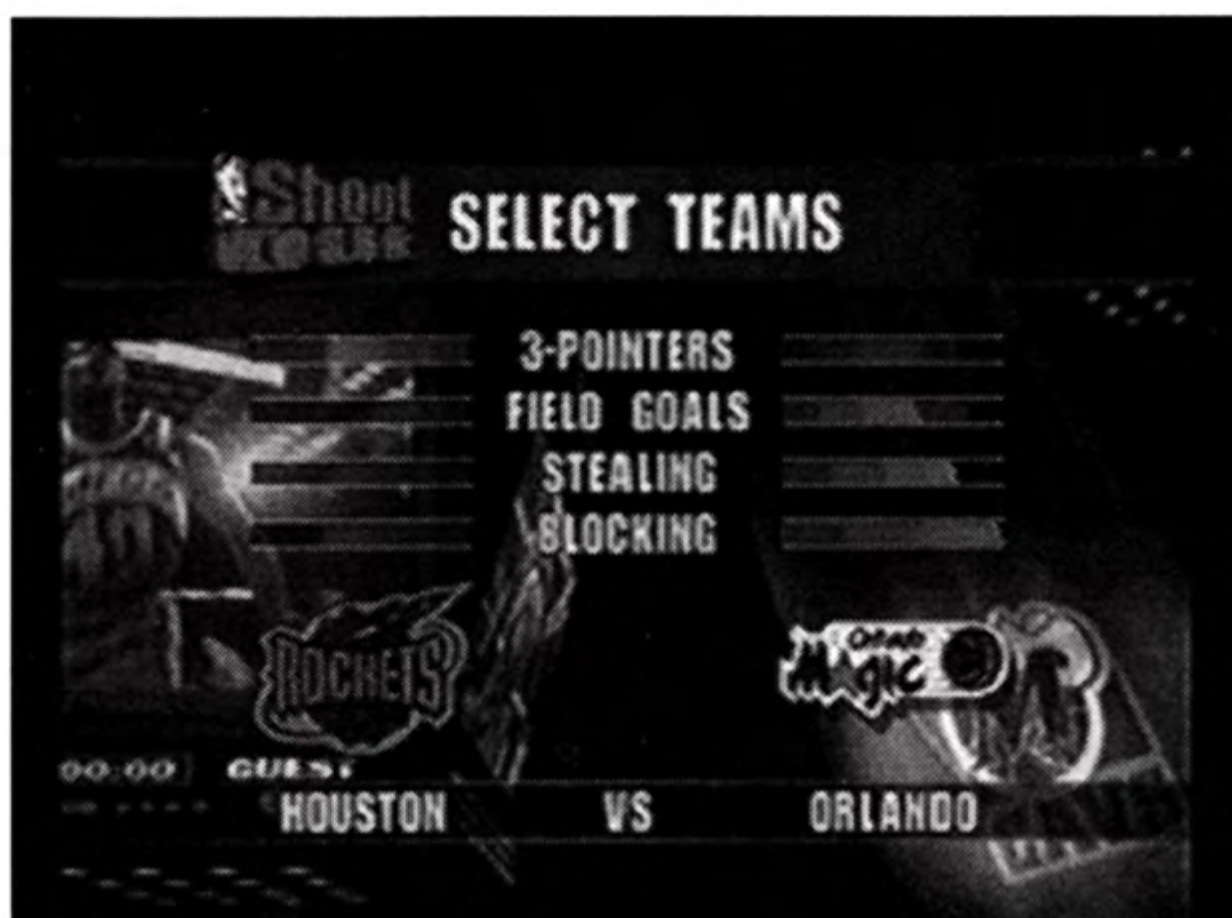 Shoot
SELECT TEAMS
3-POINTERS
FIELD GOALS
STEALING
BLOCKING
ROCKETS
Magic
00:00 GUEST
HOUSTON VS ORLANDO